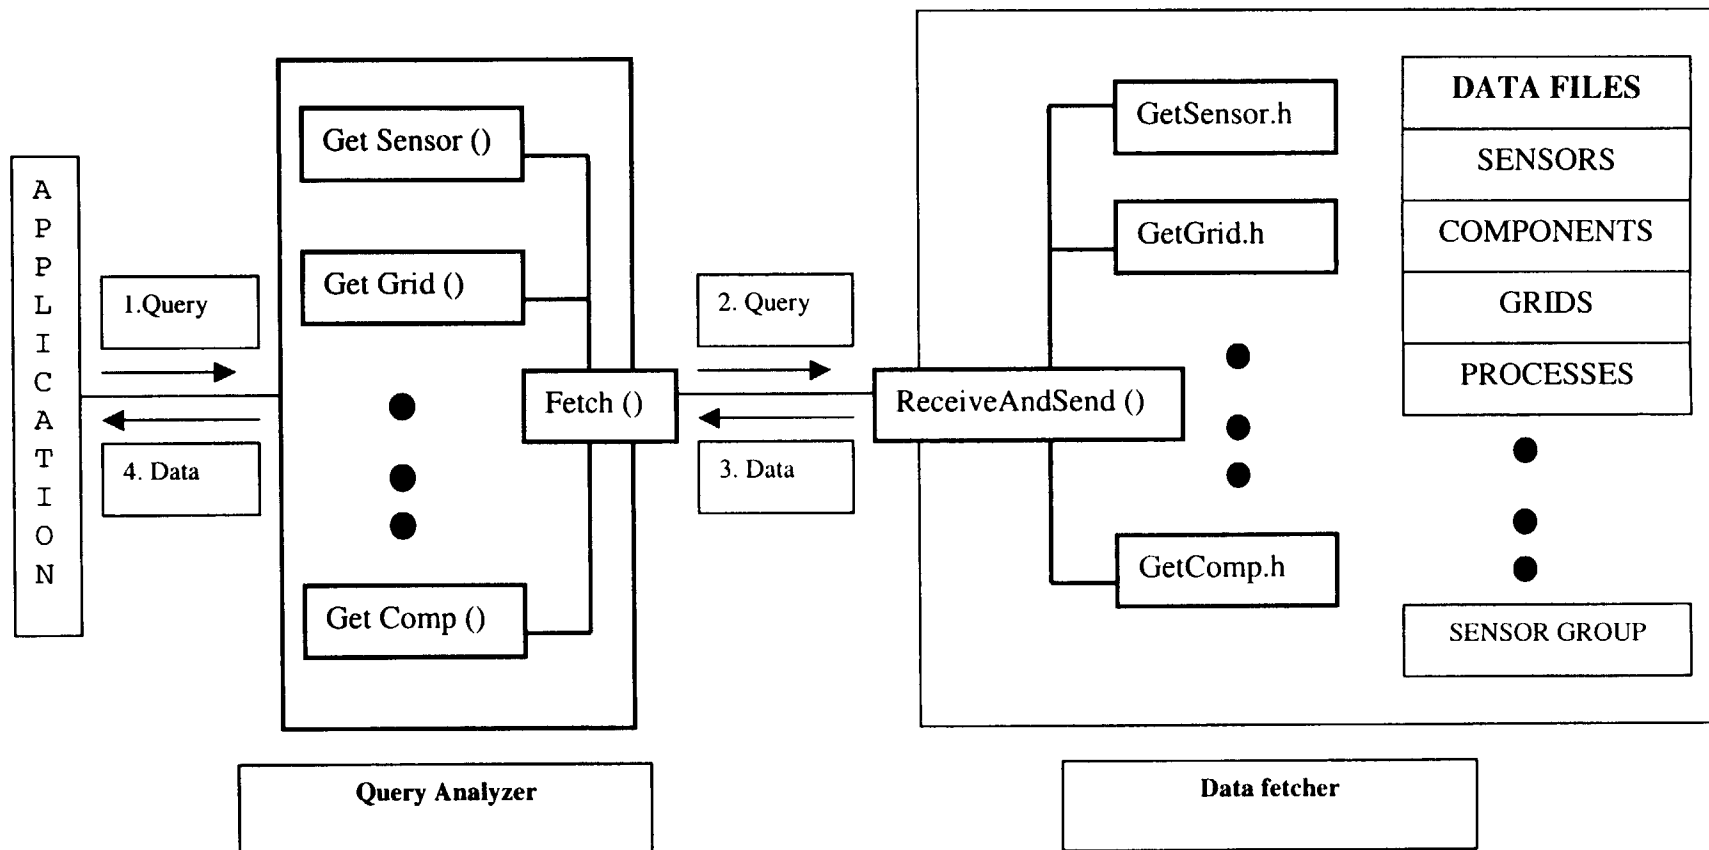 APPLICATION
1.Query
4. Data
Get Sensor ()
Get Grid ()
Fetch ()
Get Comp ()
Query Analyzer
2. Query
3. Data
ReceiveAndSend ()
GetSensor.h
GetGrid.h
GetComp.h
DATA FILES
SENSORS
COMPONENTS
GRIDS
PROCESSES
SENSOR GROUP
Data fetcher